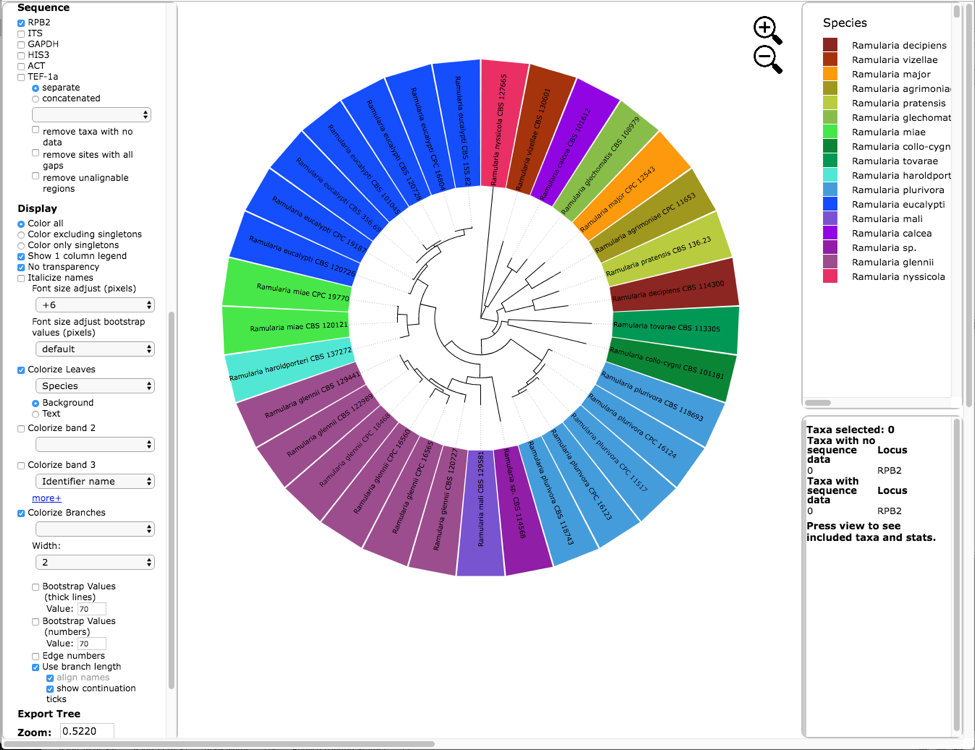 Sequence
RPB2
ITS
GAPDH
HIS3
ACT
TEF-1a
separate
concatenated
remove taxa with no
data
remove sites with all
gaps
remove unalignable
regions
Display
Color all
Color excluding singletons
Color only singletons
Show 1 column legend
No transparency
Italicize names
Font size adjust (pixels)
+6
Font size adjust bootstrap
values (pixels)
default
Colorize Leaves
Species
Background
Text
Colorize band 2
Colorize band 3
Identifier name
more+
Colorize Branches
Width:
2
Bootstrap Values
(thick lines)
Value: 70
Bootstrap Values
(numbers)
Value: 70
Edge numbers
Use branch length
align names
show continuation
ticks
Export Tree
Zoom: 0.5220
Ramularia nyssicola CBS 127665
Ramularia vizellae CBS 130601
Ramularia calcea CBS 101612
Ramularia glechomatis CBS 108979
Ramularia major CPC 12543
Ramularia agrimoniae CPC 11653
Ramularia pratensis CBS 136.23
Ramularia decipiens CBS 114300
Ramularia tovarae CBS 113305
Ramularia collo-cygni CBS 101181
Ramularia plurivora CBS 118693
Ramularia plurivora CPC 16124
Ramularia plurivora CPC 11517
Ramularia plurivora CPC 16123
Ramularia plurivora CBS 118743
Ramularia sp. CBS 114568
Ramularia mali CBS 129581
Ramularia glennii CBS 120727
Ramularia glennii CPC 16565
Ramularia glennii CPC 16560
Ramularia glennii CPC 18468
Ramularia glennii CBS 122989
Ramularia glennii CBS 129441
Ramularia haroldporteri CBS 137272
Ramularia miae CBS 120121
Ramularia miae CPC 19770
Ramularia eucalypti CBS 120726
Ramularia eucalypti CPC 19187
Ramularia eucalypti CBS 356.69
Ramularia eucalypti CBS 101045
Ramularia eucalypti CBS 120728
Ramularia eucalypti CPC 16804
Ramularia eucalypti CBS 155.82
Species
Ramularia decipiens
Ramularia vizellae
Ramularia major
Ramularia agrimonia
Ramularia pratensis
Ramularia glechomat
Ramularia miae
Ramularia collo-cygn
Ramularia tovarae
Ramularia haroldport
Ramularia plurivora
Ramularia eucalypti
Ramularia mali
Ramularia calcea
Ramularia sp.
Ramularia glennii
Ramularia nyssicola
Taxa selected: 0
Taxa with no
sequence Locus
data
0 RPB2
Taxa with
sequence Locus
data
0 RPB2
Press view to see
included taxa and stats.